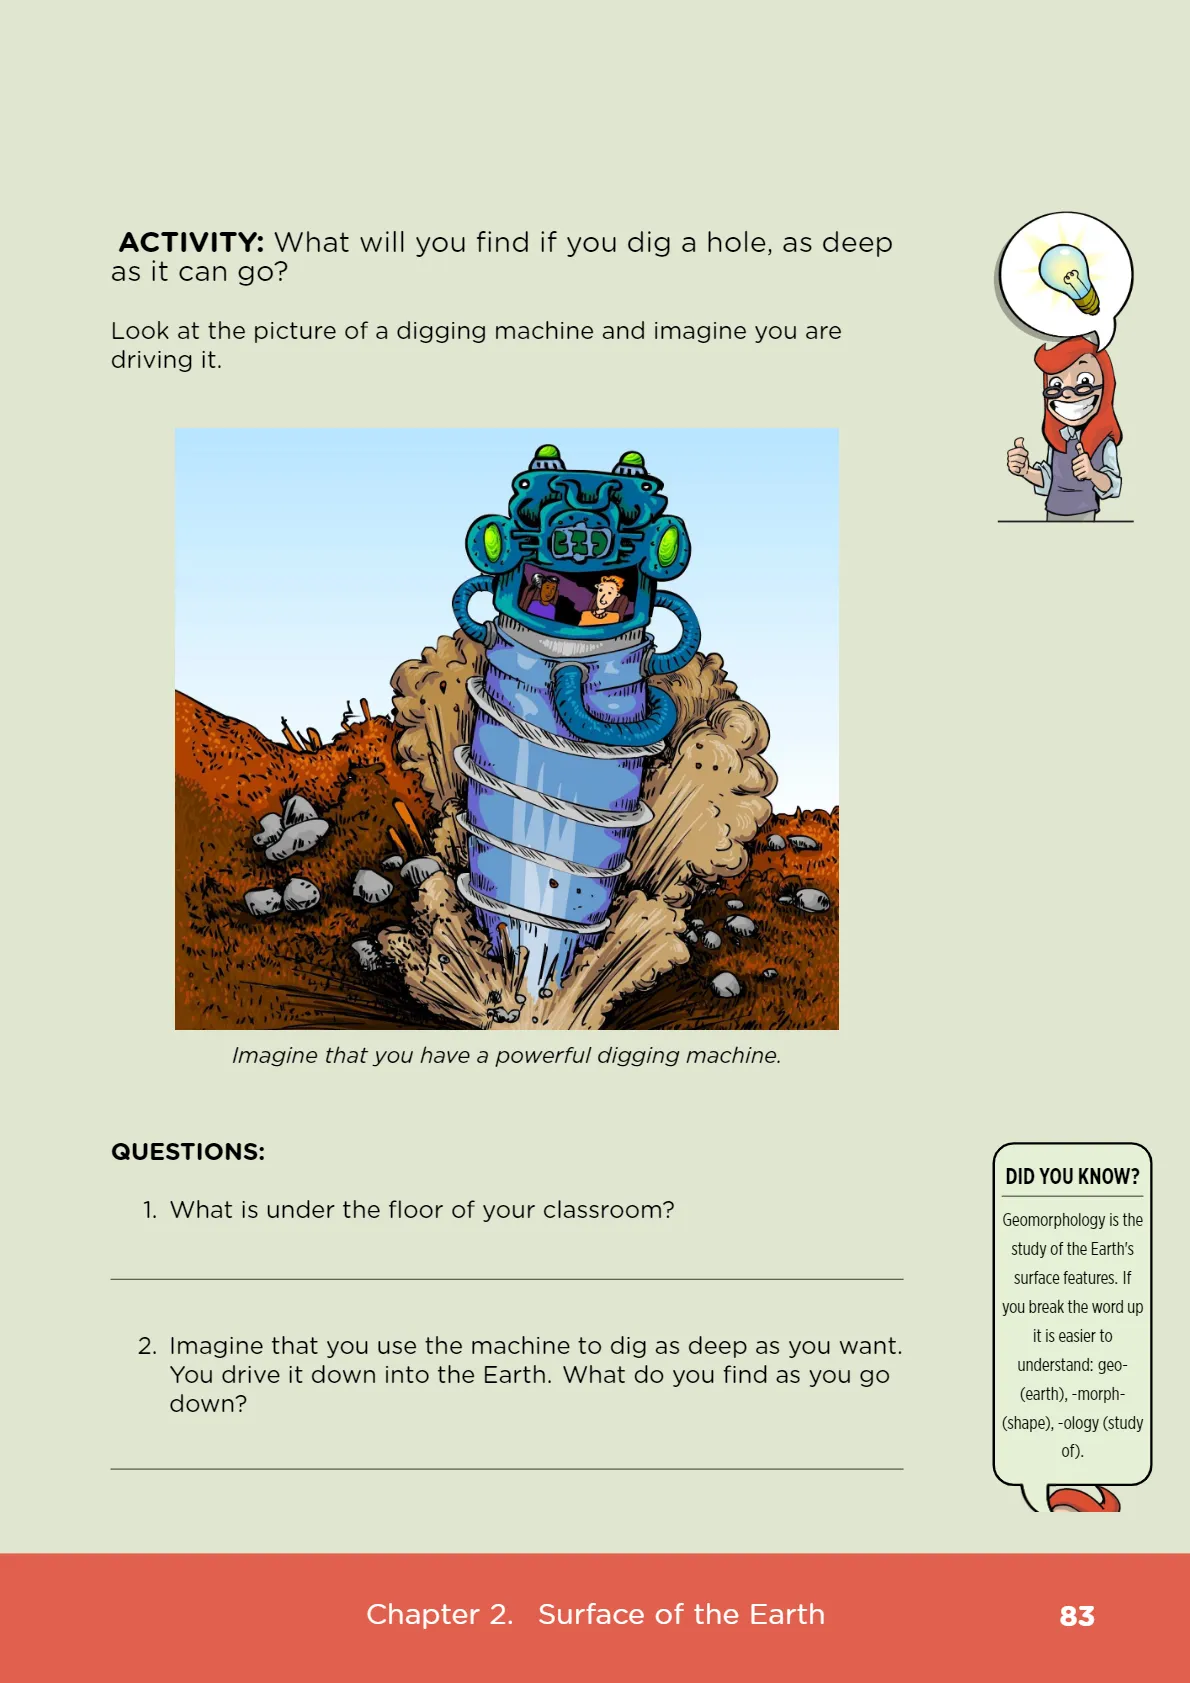 ACTIVITY: What will you find if you dig a hole, as deep
as it can go?
Look at the picture of a digging machine and imagine you are
driving it.
Imagine that you have a powerful digging machine.
QUESTIONS:
1. What is under the floor of your classroom?
2. Imagine that you use the machine to dig as deep as you want.
You drive it down into the Earth. What do you find as you go
down?
DID YOU KNOW?
Geomorphology is the
study of the Earth's
surface features. If
you break the word up
it is easier to
understand: geo-
(earth), -morph-
(shape), -ology (study
of).
Chapter 2. Surface of the Earth
83